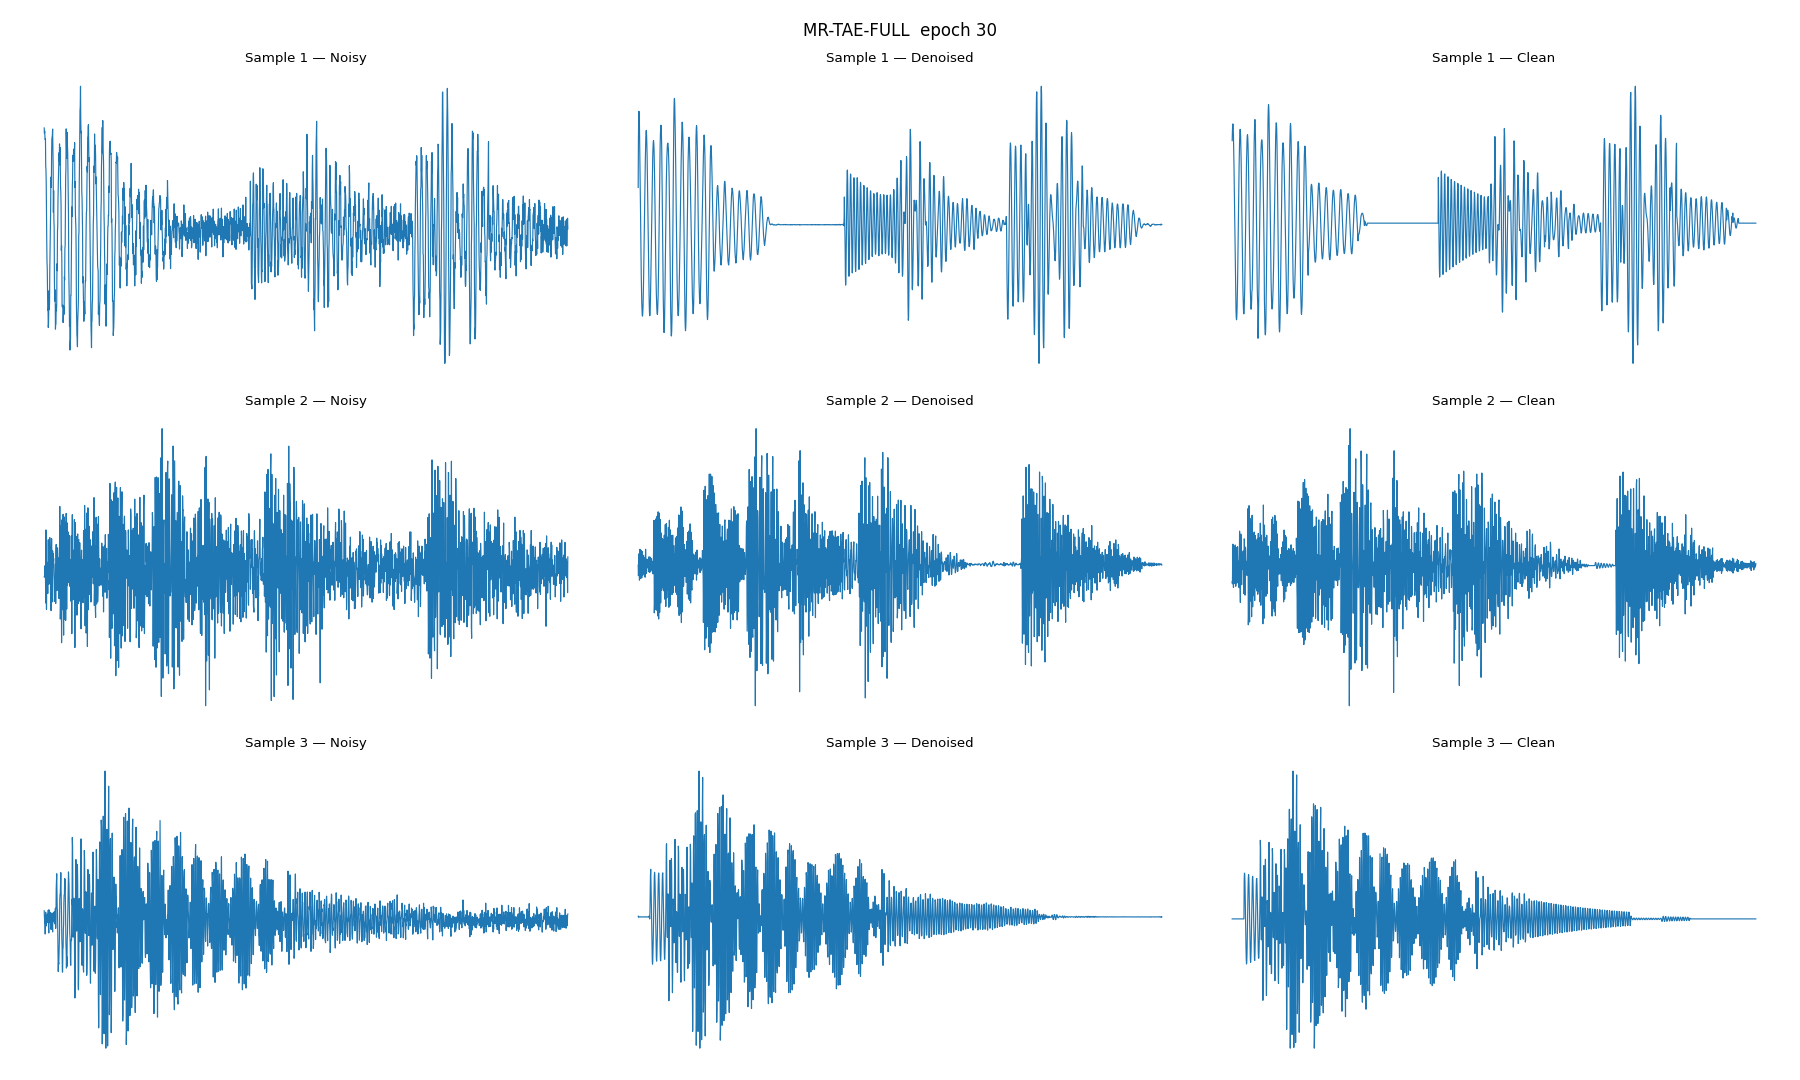 MR-TAE-FULL  epoch 30
Sample 1 — Noisy
Sample 1 — Denoised
Sample 1 — Clean
Sample 2 — Noisy
Sample 2 — Denoised
Sample 2 — Clean
Sample 3 — Noisy
Sample 3 — Denoised
Sample 3 — Clean